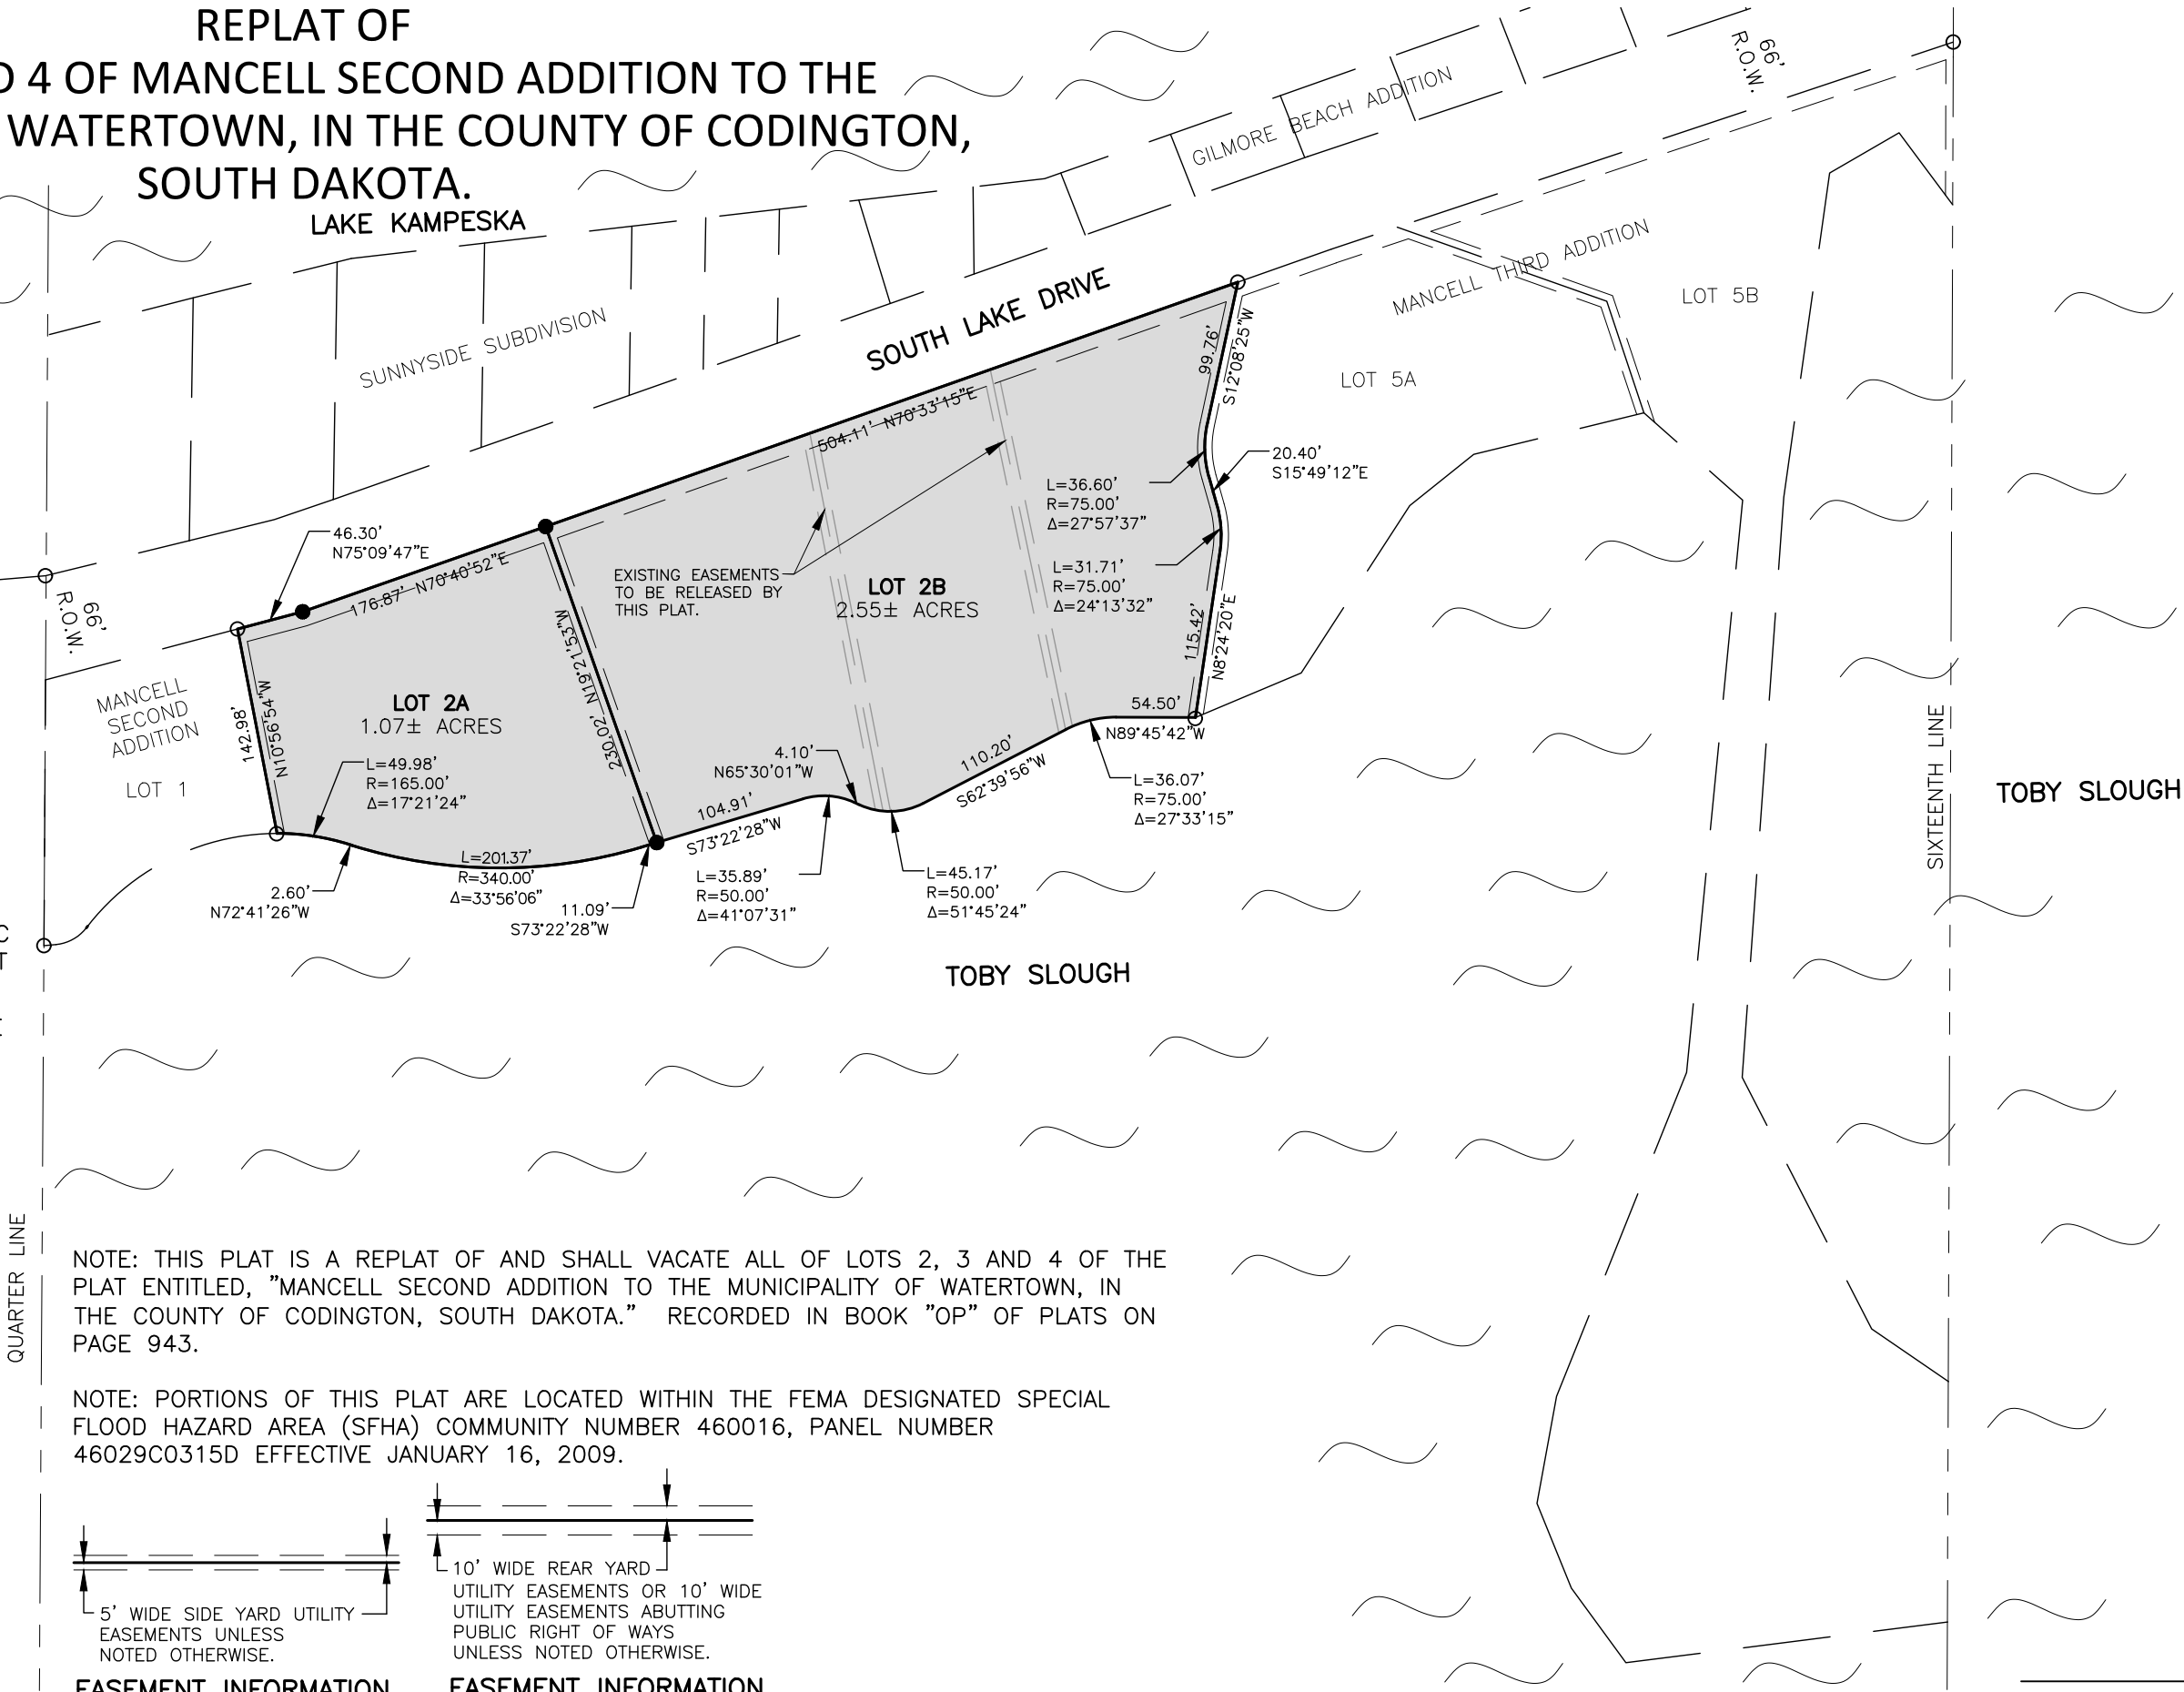 REPLAT OF
D 4 OF MANCELL SECOND ADDITION TO THE
WATERTOWN, IN THE COUNTY OF CODINGTON,
SOUTH DAKOTA.
LAKE KAMPESKA
GILMORE BEACH ADDITION
66'
R.O.W.
SUNNYSIDE SUBDIVISION
SOUTH LAKE DRIVE
MANCELL THIRD ADDITION
LOT 5B
LOT 5A
99.76'
S12°08'25"W
504.11' N70°33'15"E
20.40'
S15°49'12"E
L=36.60'
R=75.00'
Δ=27°57'37"
46.30'
N75°09'47"E
176.87' N70°40'52"E
L=31.71'
R=75.00'
Δ=24°13'32"
EXISTING EASEMENTS
TO BE RELEASED BY
THIS PLAT.
LOT 2B
2.55± ACRES
66'
R.O.W.
230.02' N19°21'53"W
115.42'
N8°24'20"E
MANCELL
SECOND
ADDITION
LOT 1
142.98'
N10°56'54"W
LOT 2A
1.07± ACRES
54.50'
N89°45'42"W
4.10'
N65°30'01"W
110.20'
S62°39'56"W
L=49.98'
R=165.00'
Δ=17°21'24"
L=36.07'
R=75.00'
Δ=27°33'15"
104.91'
S73°22'28"W
SIXTEENTH LINE
TOBY SLOUGH
L=201.37'
R=340.00'
Δ=33°56'06"
2.60'
N72°41'26"W
11.09'
S73°22'28"W
L=35.89'
R=50.00'
Δ=41°07'31"
L=45.17'
R=50.00'
Δ=51°45'24"
C
T
TOBY SLOUGH
QUARTER LINE
NOTE: THIS PLAT IS A REPLAT OF AND SHALL VACATE ALL OF LOTS 2, 3 AND 4 OF THE
PLAT ENTITLED, "MANCELL SECOND ADDITION TO THE MUNICIPALITY OF WATERTOWN, IN
THE COUNTY OF CODINGTON, SOUTH DAKOTA." RECORDED IN BOOK "OP" OF PLATS ON
PAGE 943.
NOTE: PORTIONS OF THIS PLAT ARE LOCATED WITHIN THE FEMA DESIGNATED SPECIAL
FLOOD HAZARD AREA (SFHA) COMMUNITY NUMBER 460016, PANEL NUMBER
46029C0315D EFFECTIVE JANUARY 16, 2009.
5' WIDE SIDE YARD UTILITY
EASEMENTS UNLESS
NOTED OTHERWISE.
EASEMENT INFORMATION
10' WIDE REAR YARD
UTILITY EASEMENTS OR 10' WIDE
UTILITY EASEMENTS ABUTTING
PUBLIC RIGHT OF WAYS
UNLESS NOTED OTHERWISE.
EASEMENT INFORMATION